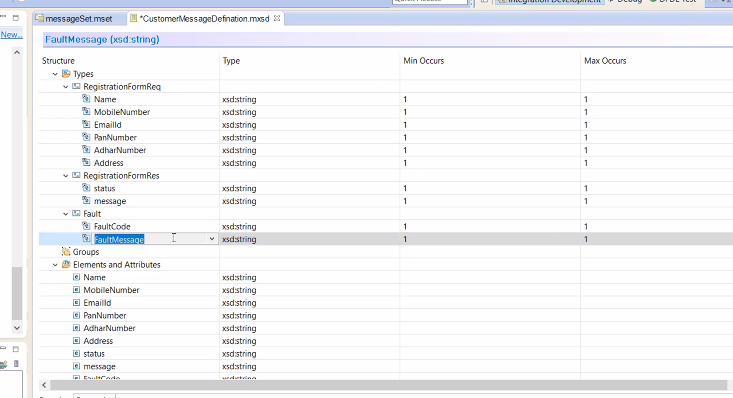 Integration Development
messageSet.mset *CustomerMessageDefination.mxsd
New...
FaultMessage (xsd:string)
Structure Type Min Occurs Max Occurs
Types
RegistrationFormReq
Name xsd:string 1 1
MobileNumber xsd:string 1 1
EmailId xsd:string 1 1
PanNumber xsd:string 1 1
AdharNumber xsd:string 1 1
Address xsd:string 1 1
RegistrationFormRes
status xsd:string 1 1
message xsd:string 1 1
Fault
FaultCode xsd:string 1 1
FaultMessage xsd:string 1 1
Groups
Elements and Attributes
Name xsd:string
MobileNumber xsd:string
EmailId xsd:string
PanNumber xsd:string
AdharNumber xsd:string
Address xsd:string
status xsd:string
message xsd:string
FaultCode xsd:string